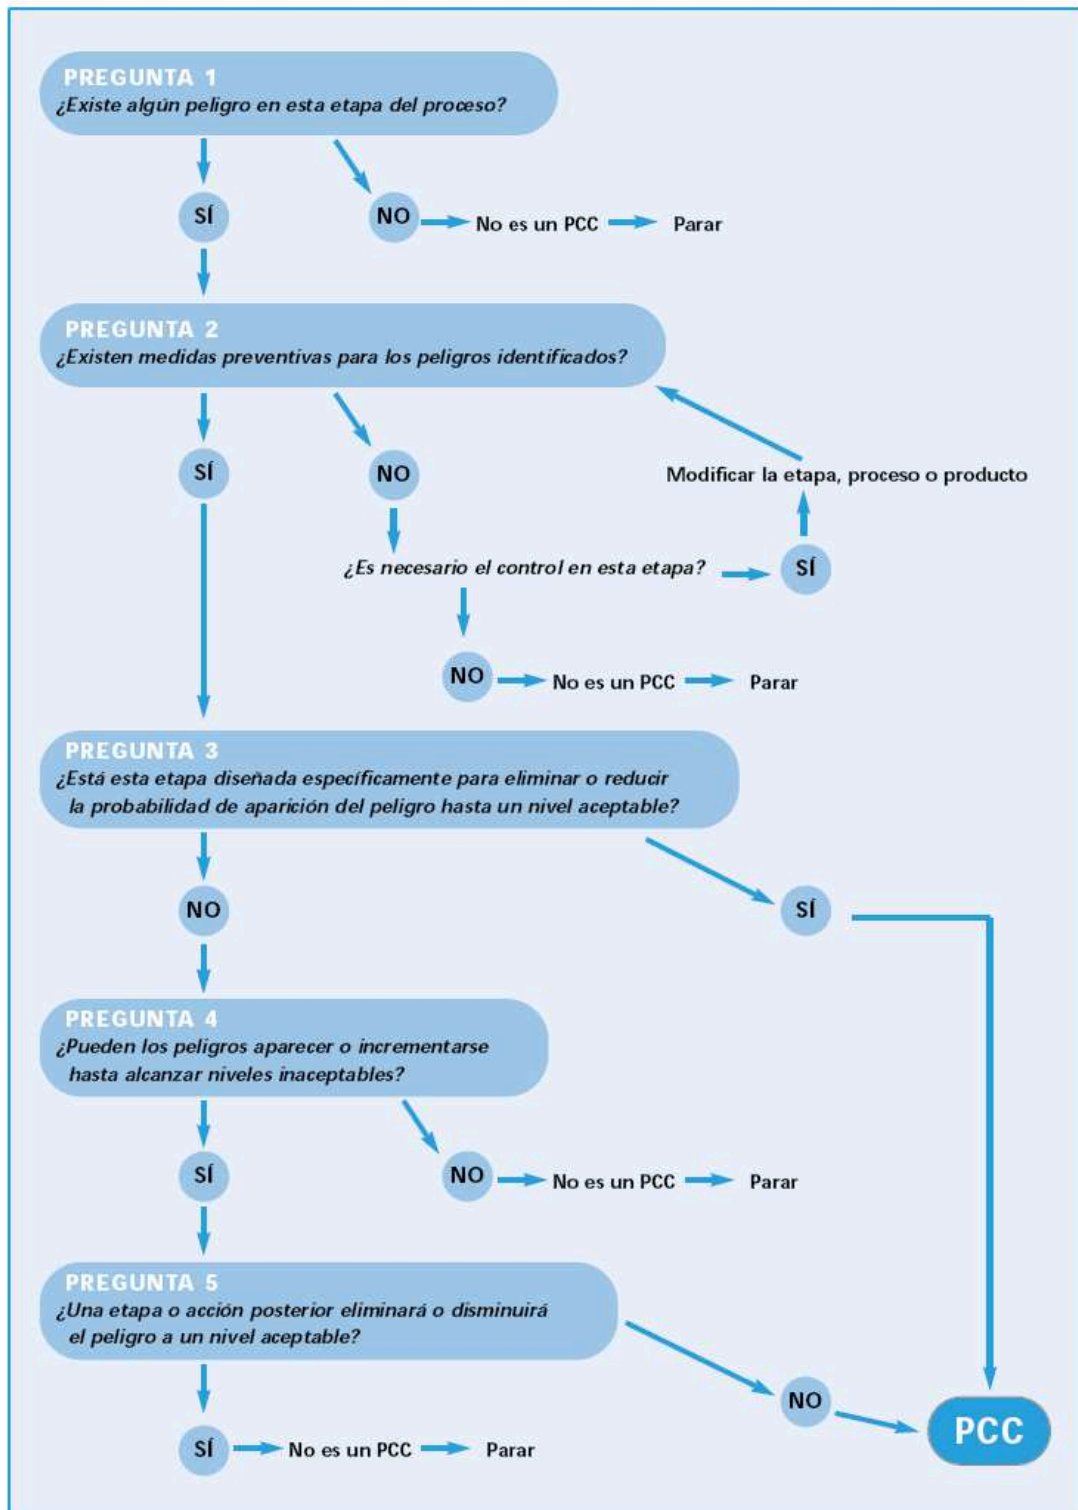 PREGUNTA 1
¿Existe algún peligro en esta etapa del proceso?
SÍ
NO
No es un PCC
Parar
PREGUNTA 2
¿Existen medidas preventivas para los peligros identificados?
SÍ
NO
Modificar la etapa, proceso o producto
¿Es necesario el control en esta etapa?
SÍ
NO
No es un PCC
Parar
PREGUNTA 3
¿Está esta etapa diseñada específicamente para eliminar o reducir
la probabilidad de aparición del peligro hasta un nivel aceptable?
NO
SÍ
PREGUNTA 4
¿Pueden los peligros aparecer o incrementarse
hasta alcanzar niveles inaceptables?
SÍ
NO
No es un PCC
Parar
PREGUNTA 5
¿Una etapa o acción posterior eliminará o disminuirá
el peligro a un nivel aceptable?
NO
PCC
SÍ
No es un PCC
Parar